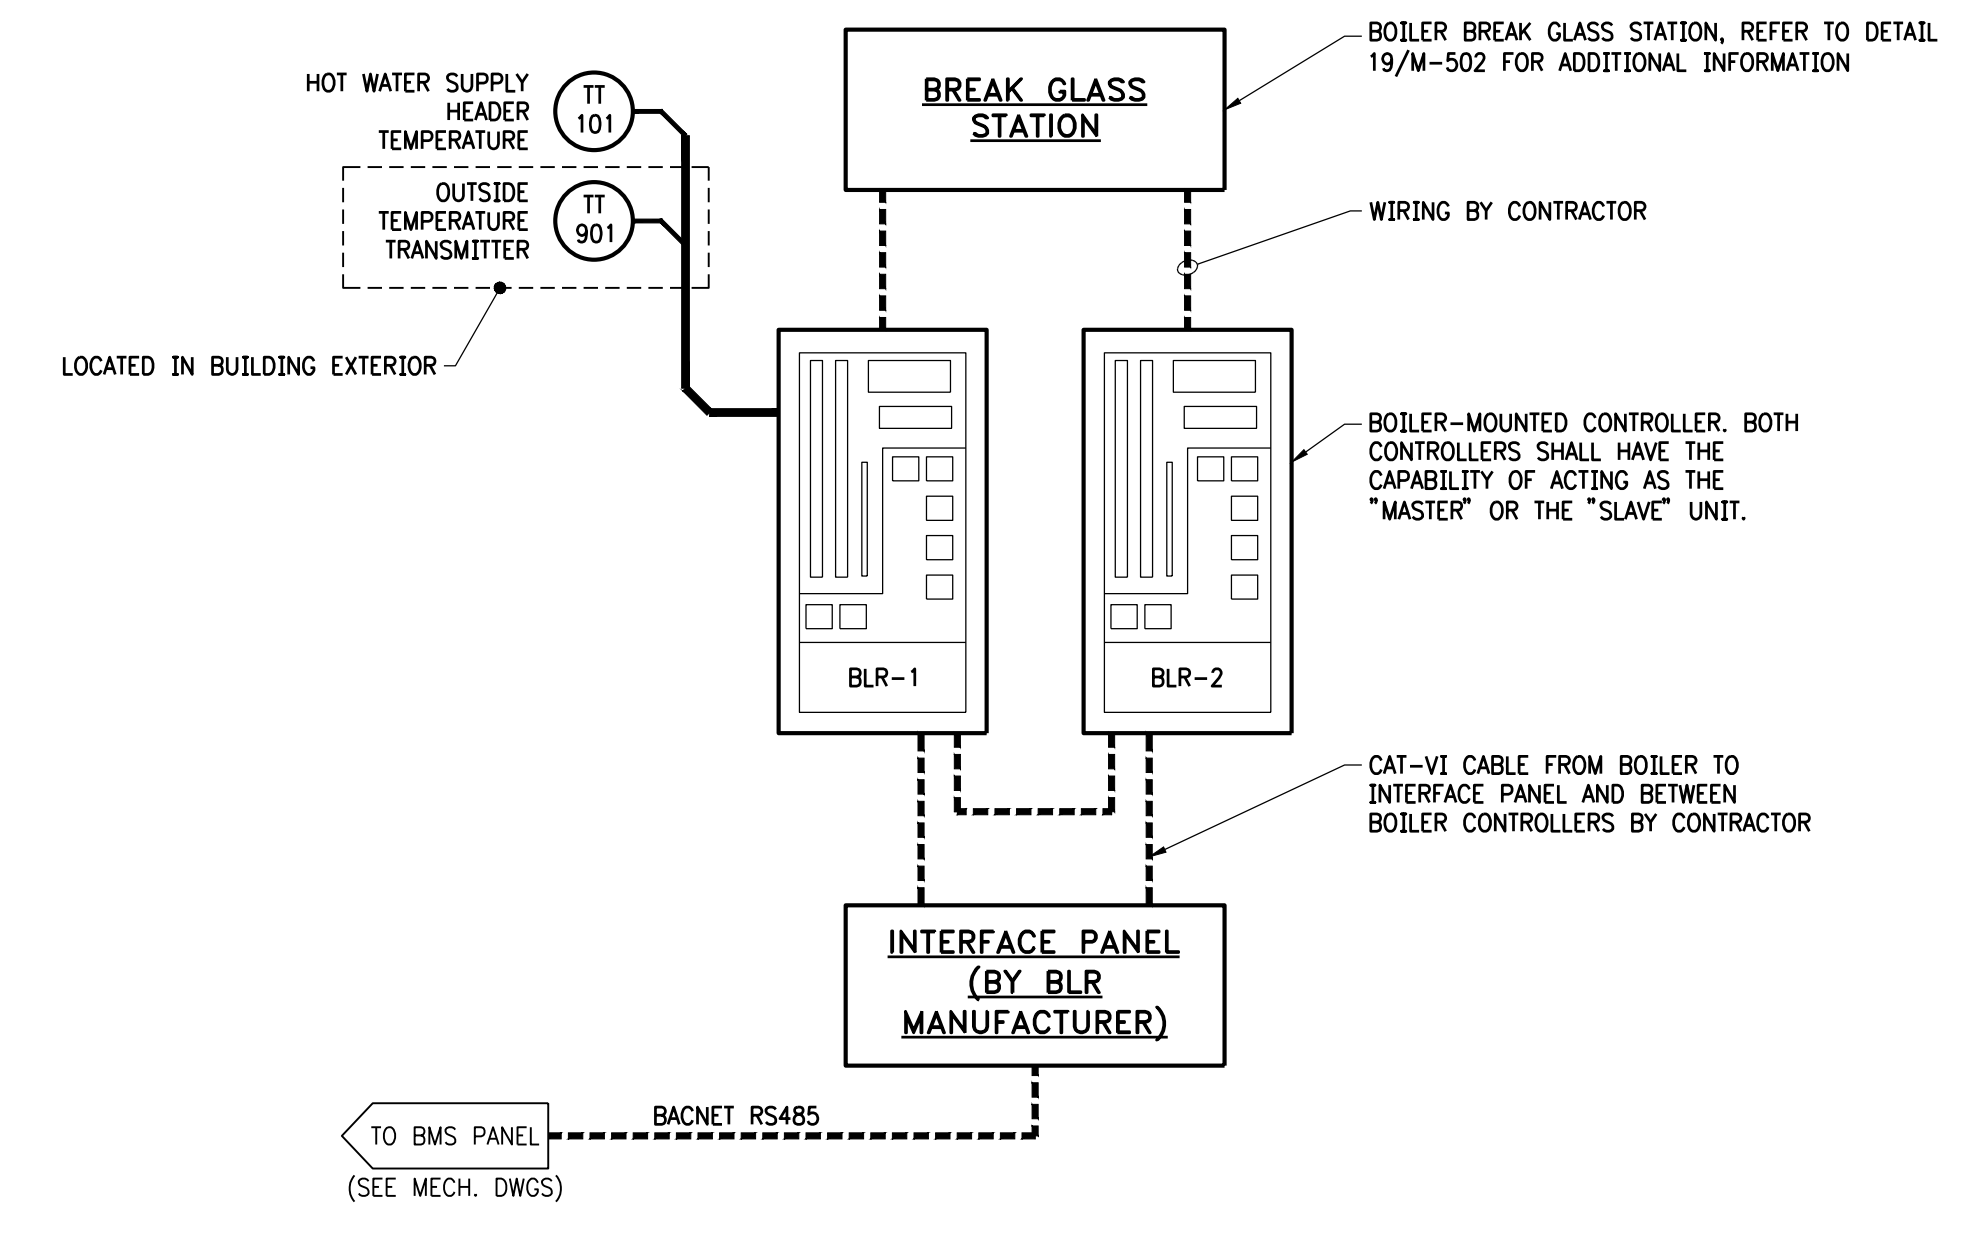 BOILER BREAK GLASS STATION, REFER TO DETAIL
19/M-502 FOR ADDITIONAL INFORMATION
BREAK GLASS
STATION
HOT WATER SUPPLY
HEADER
TEMPERATURE
TT
101
OUTSIDE
TEMPERATURE
TRANSMITTER
TT
901
WIRING BY CONTRACTOR
LOCATED IN BUILDING EXTERIOR
BOILER-MOUNTED CONTROLLER. BOTH
CONTROLLERS SHALL HAVE THE
CAPABILITY OF ACTING AS THE
"MASTER" OR THE "SLAVE" UNIT.
BLR-1
BLR-2
CAT-VI CABLE FROM BOILER TO
INTERFACE PANEL AND BETWEEN
BOILER CONTROLLERS BY CONTRACTOR
INTERFACE PANEL
(BY BLR
MANUFACTURER)
BACNET RS485
TO BMS PANEL
(SEE MECH. DWGS)